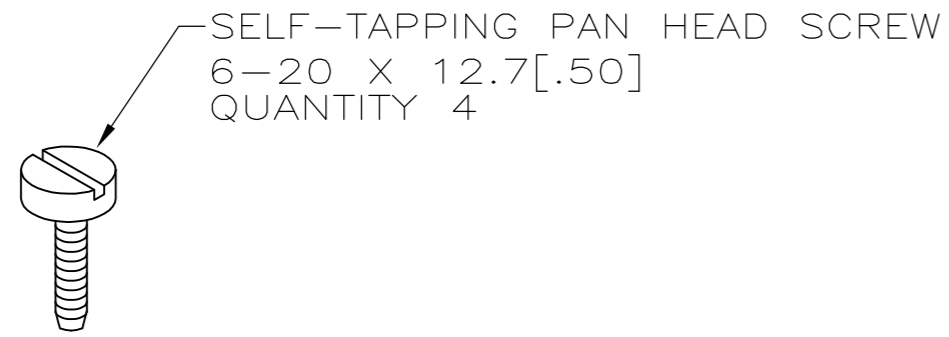 SELF-TAPPING PAN HEAD SCREW
6-20 X 12.7[.50]
QUANTITY 4